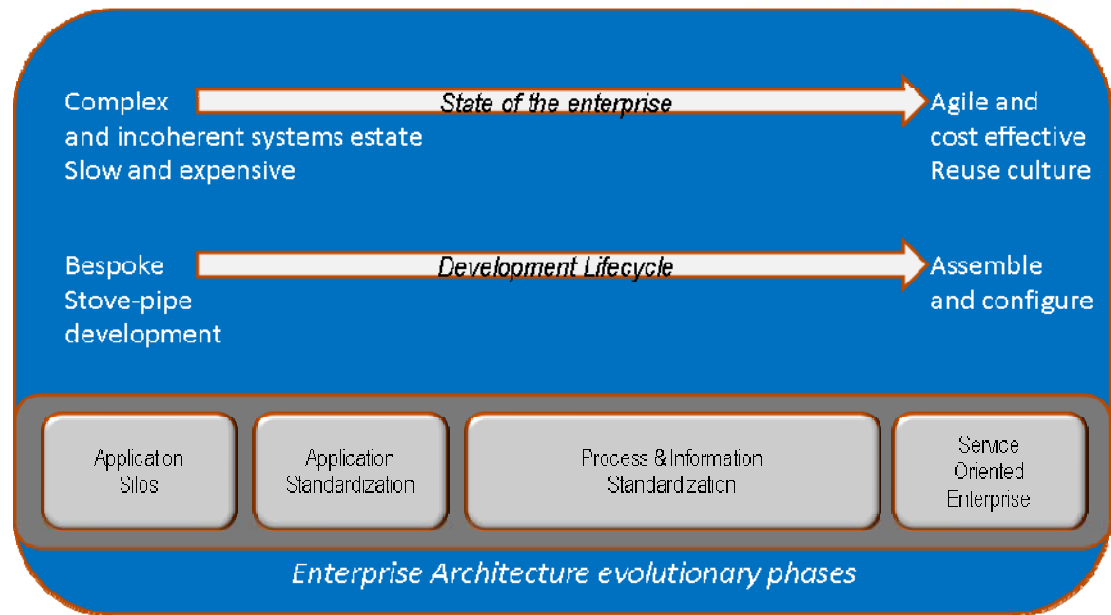 Complex
and incoherent systems estate
Slow and expensive
State of the enterprise
Agile and
cost effective
Reuse culture
Bespoke
Stove-pipe
development
Development Lifecycle
Assemble
and configure
Application
Silos
Application
Standardization
Process & Information
Standardization
Service
Oriented
Enterprise
Enterprise Architecture evolutionary phases